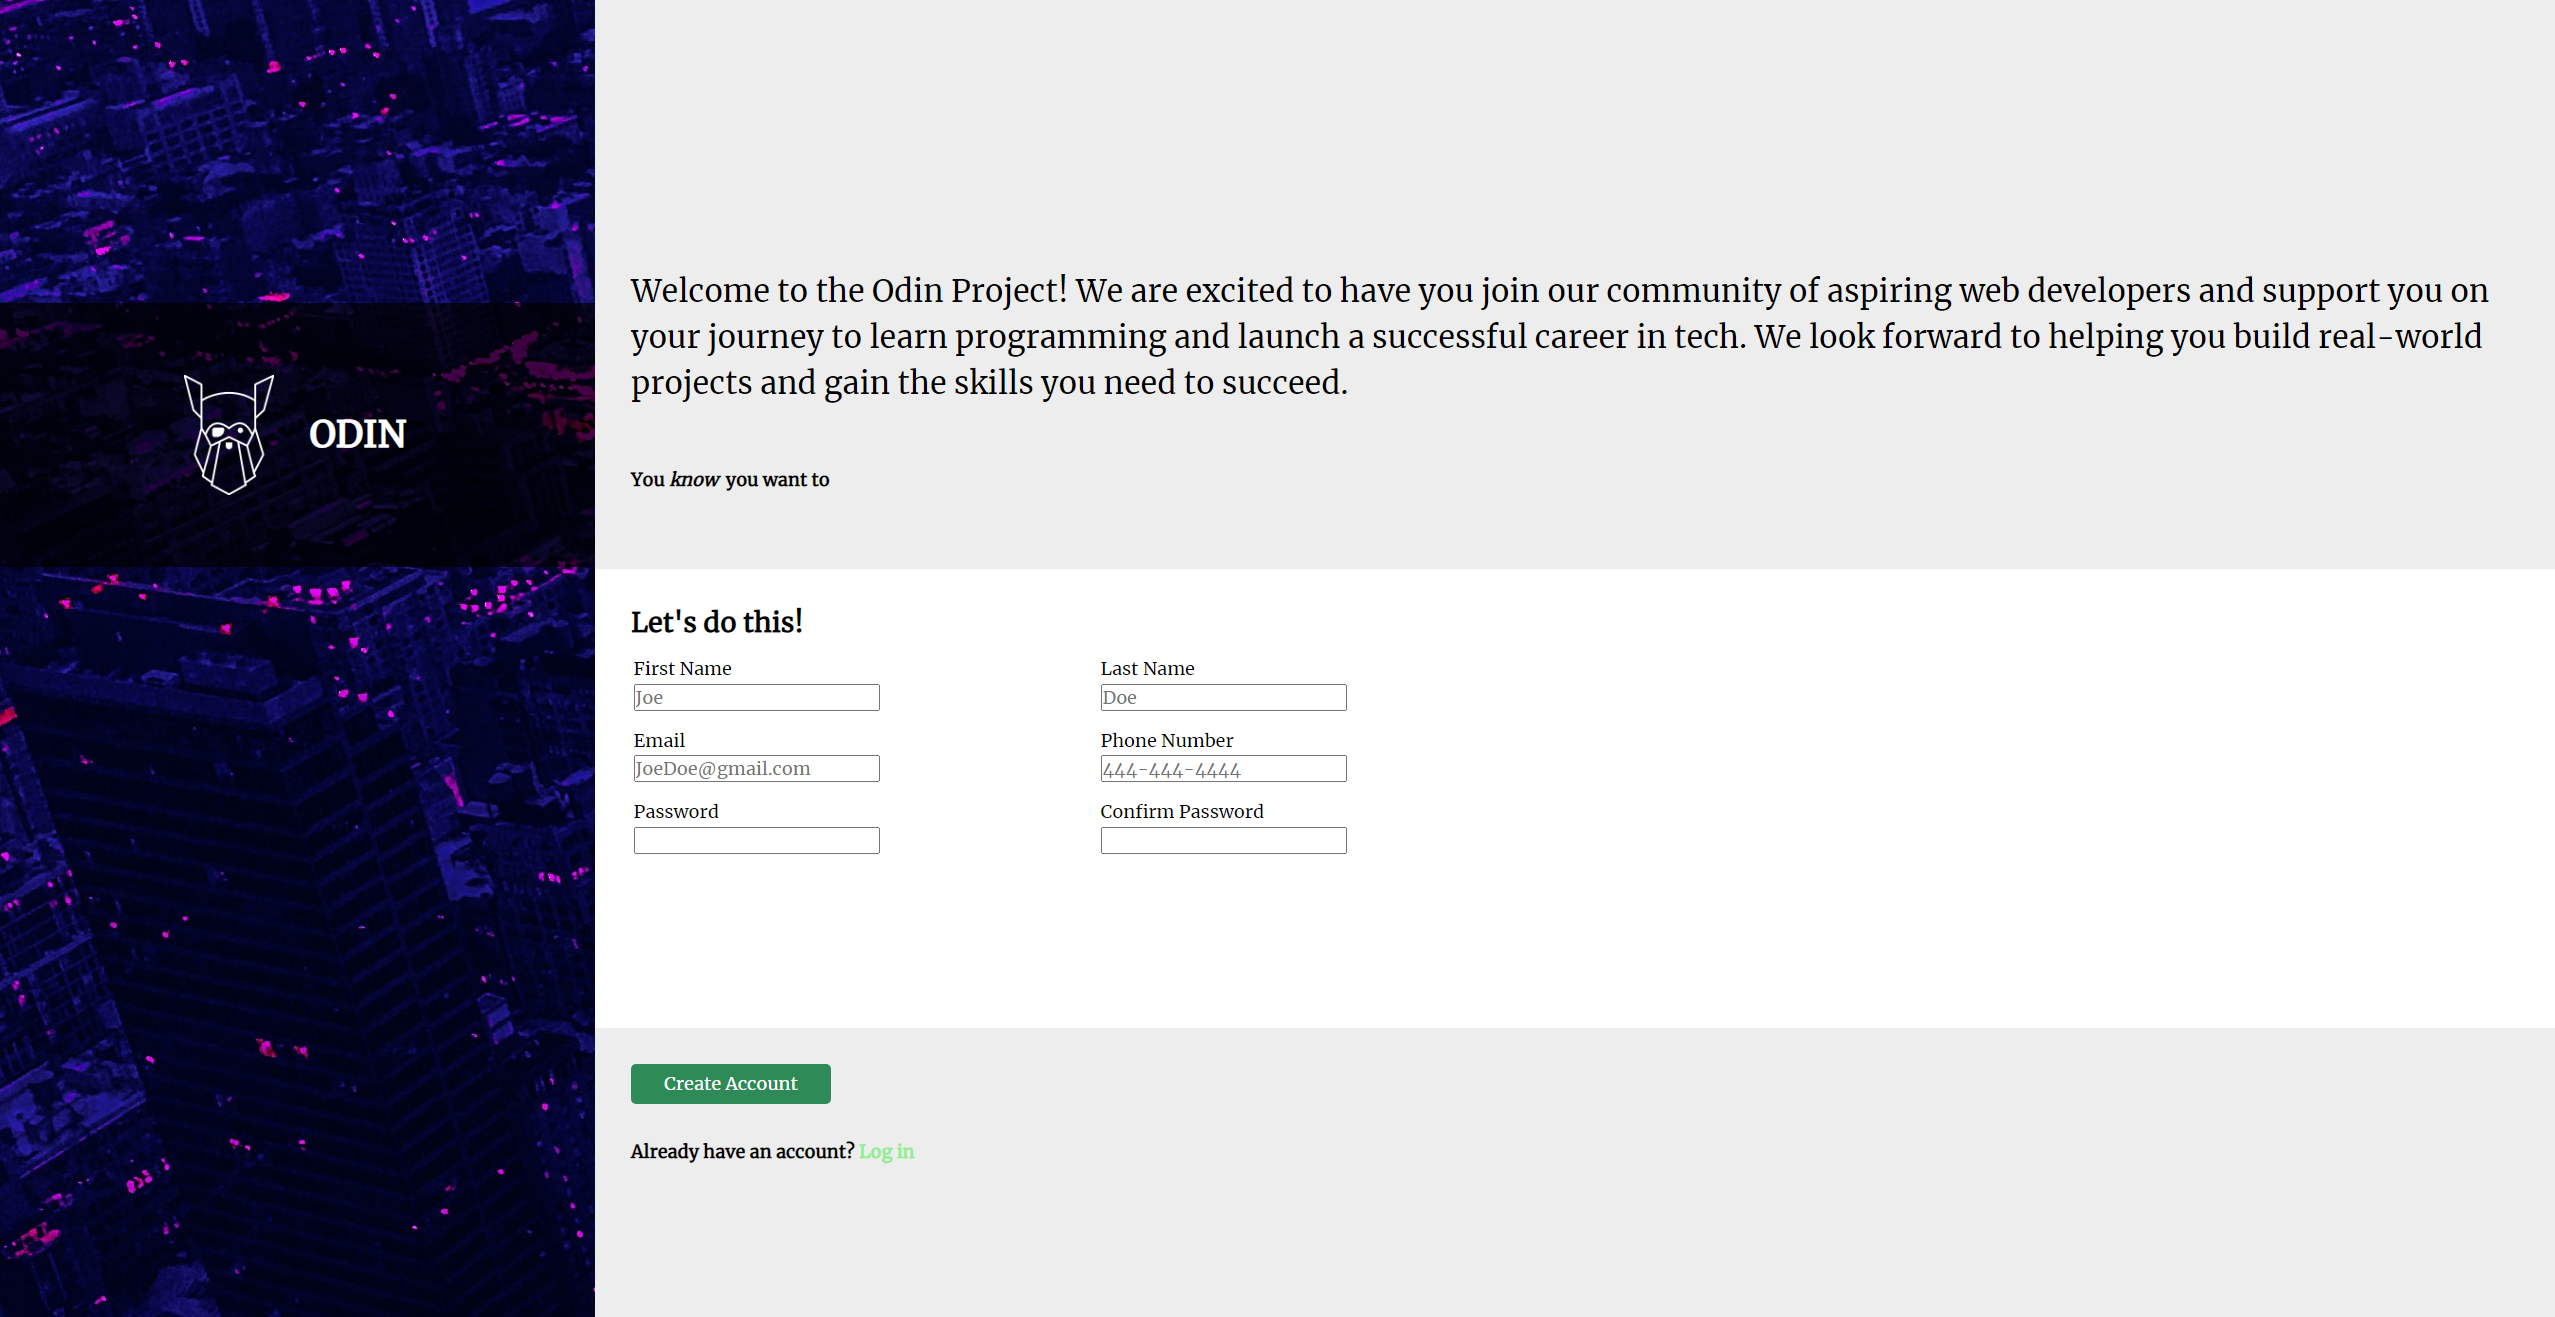 ODIN
Welcome to the Odin Project! We are excited to have you join our community of aspiring web developers and support you on
your journey to learn programming and launch a successful career in tech. We look forward to helping you build real-world
projects and gain the skills you need to succeed.
You know you want to
Let's do this!
First Name
Last Name
Joe
Doe
Email
Phone Number
JoeDoe@gmail.com
444-444-4444
Password
Confirm Password
Create Account
Already have an account? Log in